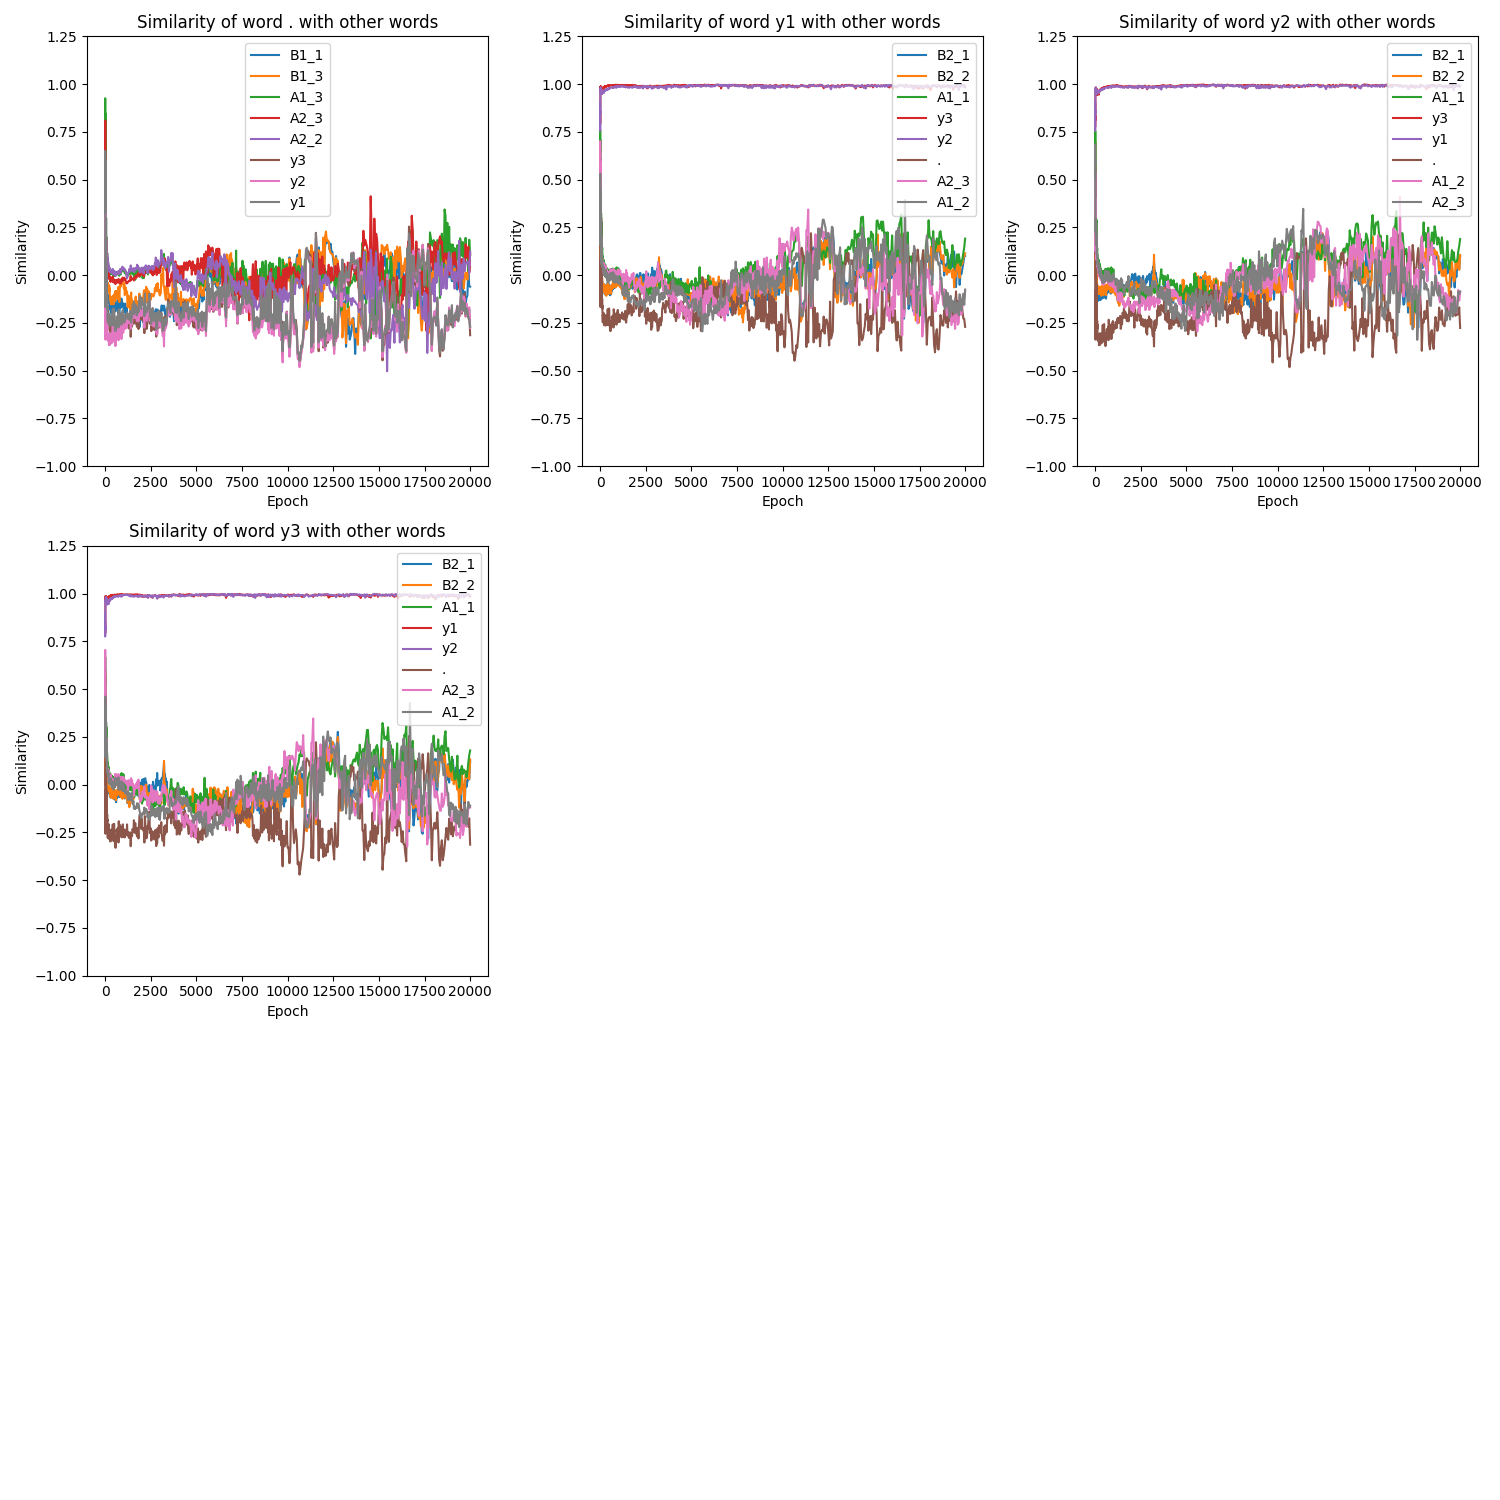 Similarity of word . with other words
Similarity
1.25
1.00
0.75
0.50
0.25
0.00
−0.25
−0.50
−0.75
−1.00
B1_1
B1_3
A1_3
A2_3
A2_2
y3
y2
y1
0 2500 5000 7500 10000 12500 15000 17500 20000
Epoch
Similarity of word y1 with other words
Similarity
1.25
1.00
0.75
0.50
0.25
0.00
−0.25
−0.50
−0.75
−1.00
B2_1
B2_2
A1_1
y3
y2
.
A2_3
A1_2
0 2500 5000 7500 10000 12500 15000 17500 20000
Epoch
Similarity of word y2 with other words
Similarity
1.25
1.00
0.75
0.50
0.25
0.00
−0.25
−0.50
−0.75
−1.00
B2_1
B2_2
A1_1
y3
y1
.
A1_2
A2_3
0 2500 5000 7500 10000 12500 15000 17500 20000
Epoch
Similarity of word y3 with other words
Similarity
1.25
1.00
0.75
0.50
0.25
0.00
−0.25
−0.50
−0.75
−1.00
B2_1
B2_2
A1_1
y1
y2
.
A2_3
A1_2
0 2500 5000 7500 10000 12500 15000 17500 20000
Epoch